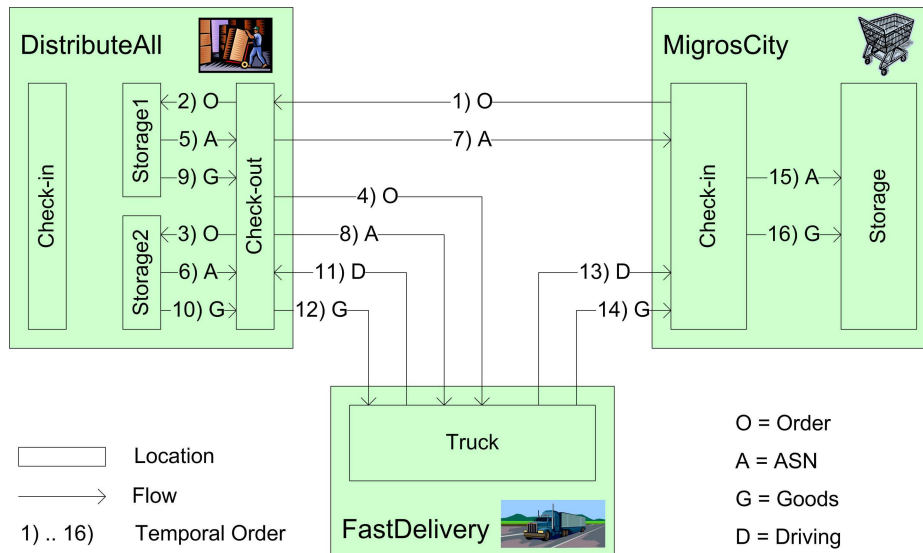 DistributeAll
MigrosCity
Check-in
Storage1
Storage2
Check-out
2) O
5) A
9) G
3) O
6) A
10) G
1) O
7) A
4) O
8) A
11) D
12) G
13) D
14) G
Check-in
15) A
16) G
Storage
Truck
FastDelivery
Location
Flow
1) .. 16) Temporal Order
O = Order
A = ASN
G = Goods
D = Driving